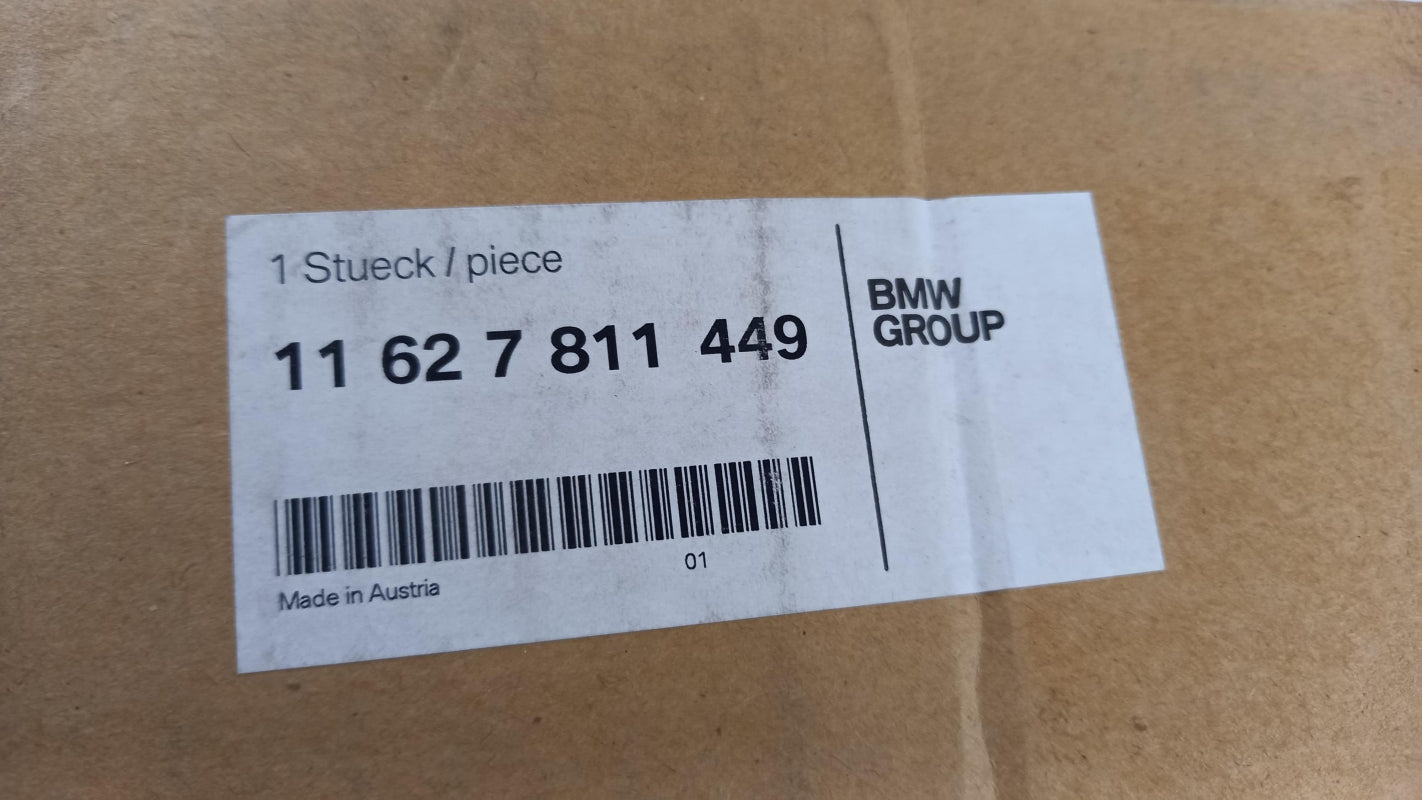 1 Stueck / piece
11 62 7 811 449
BMW
GROUP
01
Made in Austria